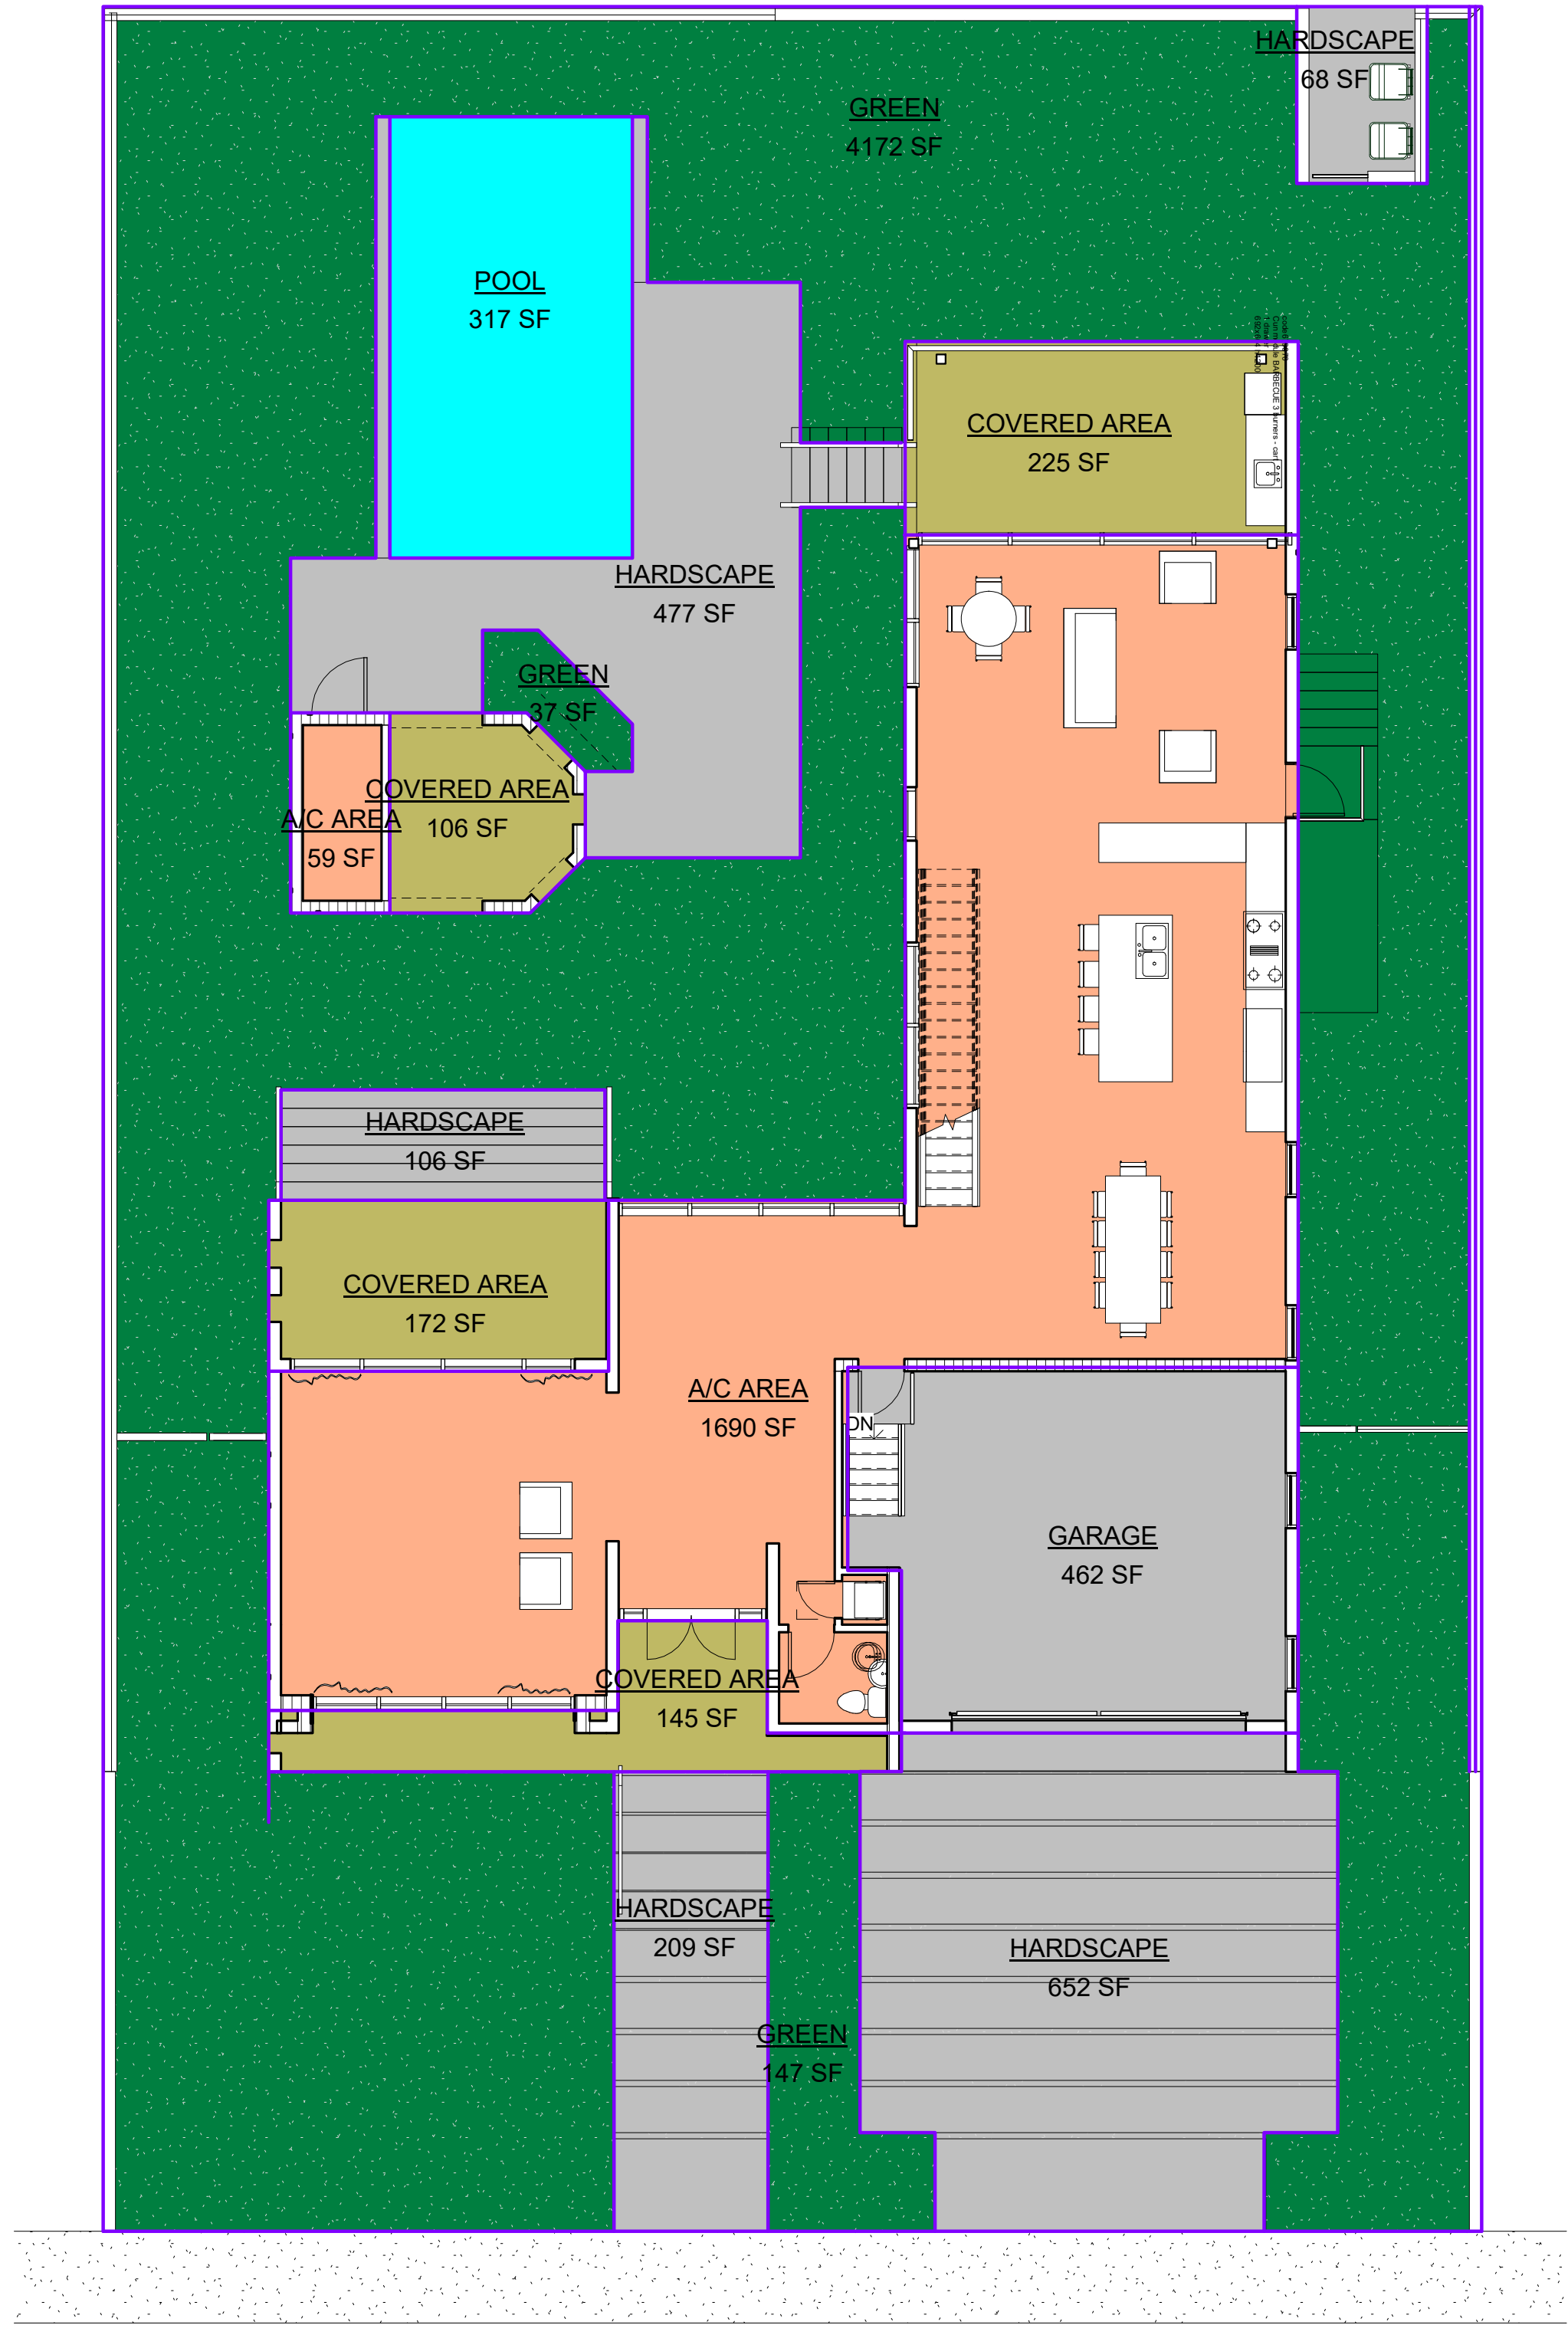 HARDSCAPE
68 SF
GREEN
4172 SF
POOL
317 SF
COVERED AREA
225 SF
HARDSCAPE
477 SF
GREEN
37 SF
COVERED AREA
106 SF
A/C AREA
59 SF
HARDSCAPE
106 SF
COVERED AREA
172 SF
A/C AREA
1690 SF
DN
GARAGE
462 SF
COVERED AREA
145 SF
HARDSCAPE
209 SF
HARDSCAPE
652 SF
GREEN
147 SF